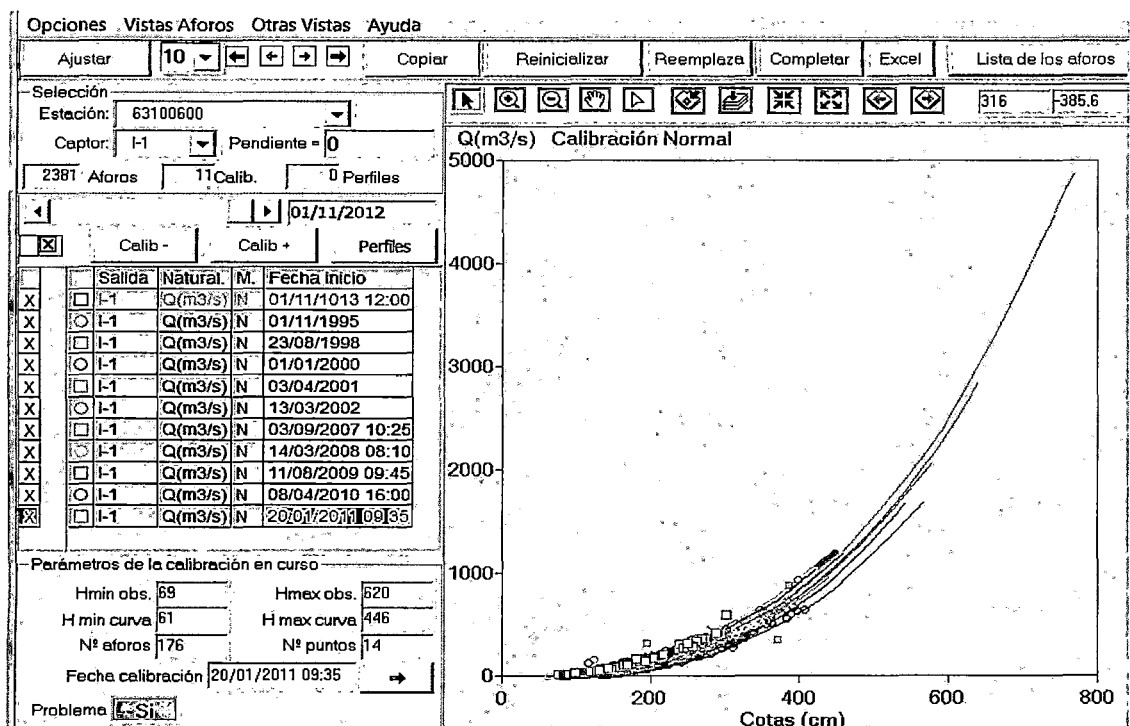 Opciones Vistas Aforos Otras Vistas Ayuda
Ajustar 10 Copiar Reinicializar Reemplaza Completar Excel Lista de los aforos
Selección
Estación: 63100600
Captor: I-1 Pendiente = 0
2381 Aforos 11 Calib. 0 Perfiles
01/11/2012
Calib - Calib + Perfiles
Salida Natural. M. Fecha inicio
X I-1 Q(m3/s) N 01/11/1013 12:00
X I-1 Q(m3/s) N 01/11/1995
X I-1 Q(m3/s) N 23/08/1998
X I-1 Q(m3/s) N 01/01/2000
X I-1 Q(m3/s) N 03/04/2001
X I-1 Q(m3/s) N 13/03/2002
X I-1 Q(m3/s) N 03/09/2007 10:25
X I-1 Q(m3/s) N 14/03/2008 08:10
X I-1 Q(m3/s) N 11/08/2009 09:45
X I-1 Q(m3/s) N 08/04/2010 16:00
X I-1 Q(m3/s) N 20/01/2011 09:35
Parámetros de la calibración en curso
Hmin obs. 69 Hmax obs. 620
H min curva 61 H max curva 446
Nº aforos 176 Nº puntos 14
Fecha calibración 20/01/2011 09:35
Problema Si
316 -385.6
Q(m3/s) Calibración Normal
5000
4000
3000
2000
1000
0
0 200 400 600 800
Cotas (cm)